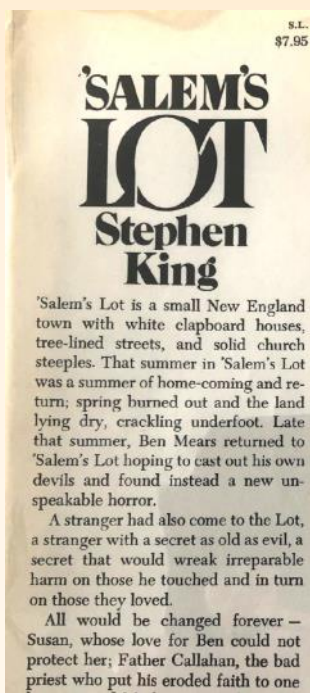 S.L.
$7.95
'SALEM'S
LOT
Stephen
King
'Salem's Lot is a small New England
town with white clapboard houses,
tree-lined streets, and solid church
steeples. That summer in 'Salem's Lot
was a summer of home-coming and re-
turn; spring burned out and the land
lying dry, crackling underfoot. Late
that summer, Ben Mears returned to
'Salem's Lot hoping to cast out his own
devils and found instead a new un-
speakable horror.
A stranger had also come to the Lot,
a stranger with a secret as old as evil, a
secret that would wreak irreparable
harm on those he touched and in turn
on those they loved.
All would be changed forever—
Susan, whose love for Ben could not
protect her; Father Callahan, the bad
priest who put his eroded faith to one